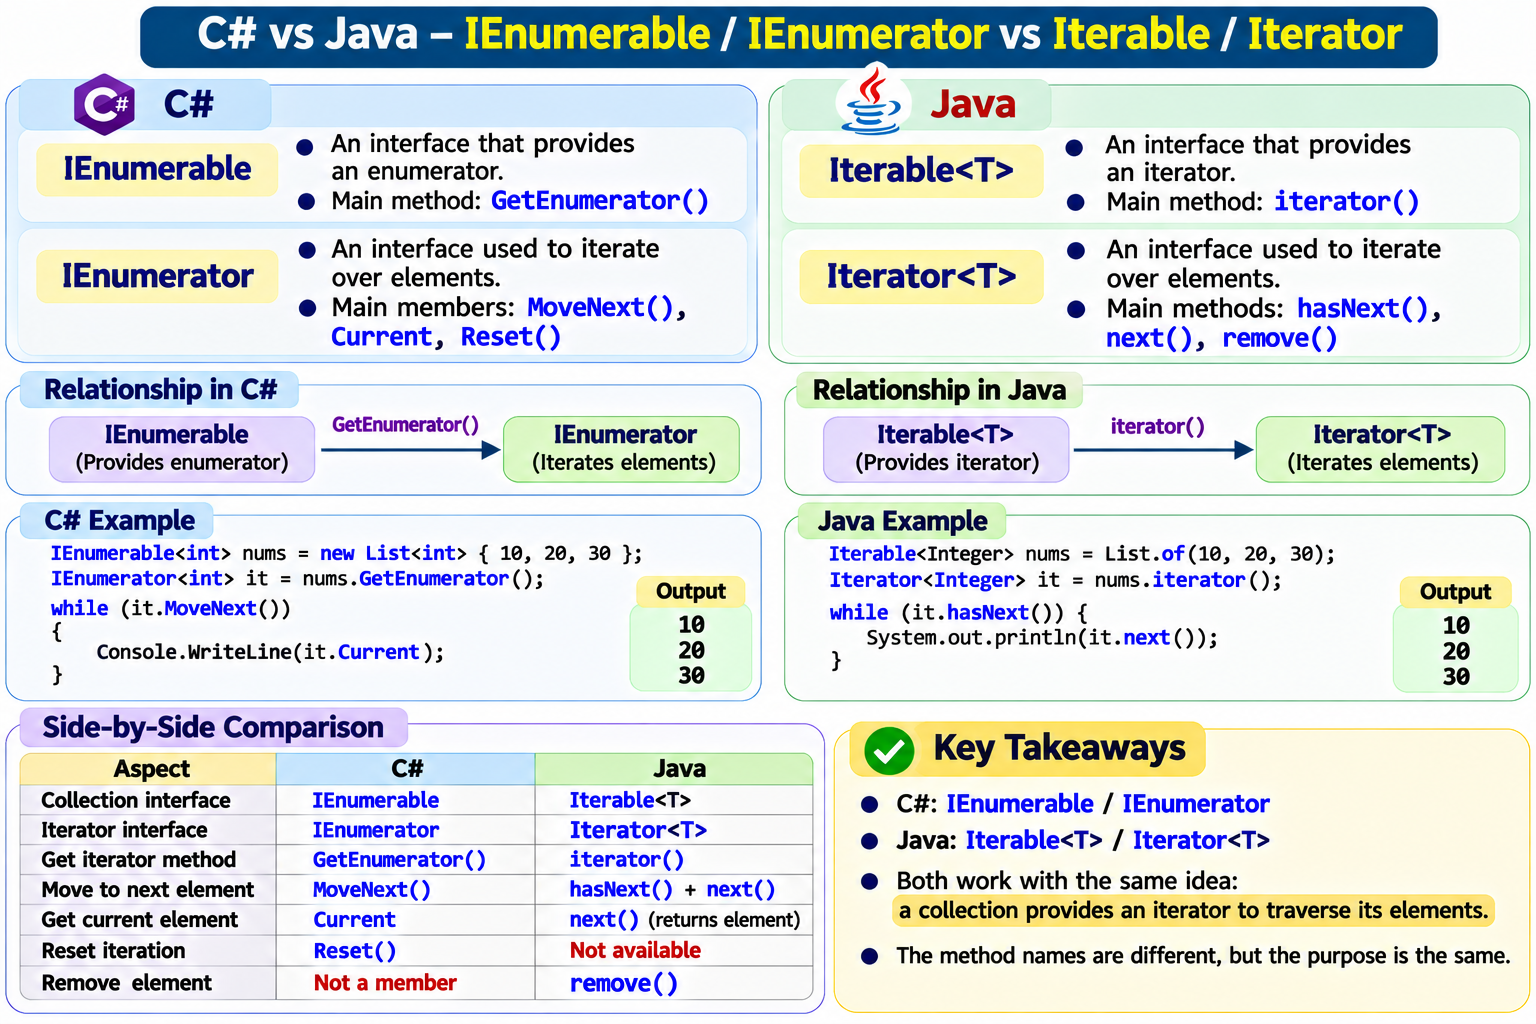 C# vs Java – IEnumerable / IEnumerator vs Iterable / Iterator
C#
C#
IEnumerable
● An interface that provides
an enumerator.
● Main method: GetEnumerator()
IEnumerator
● An interface used to iterate
over elements.
● Main members: MoveNext(),
Current, Reset()
Java
Iterable<T>
● An interface that provides
an iterator.
● Main method: iterator()
Iterator<T>
● An interface used to iterate
over elements.
● Main methods: hasNext(),
next(), remove()
Relationship in C#
IEnumerable
(Provides enumerator)
GetEnumerator()
IEnumerator
(Iterates elements)
Relationship in Java
Iterable<T>
(Provides iterator)
iterator()
Iterator<T>
(Iterates elements)
C# Example
IEnumerable<int> nums = new List<int> { 10, 20, 30 };
IEnumerator<int> it = nums.GetEnumerator();
while (it.MoveNext())
{
Console.WriteLine(it.Current);
}
Output
10
20
30
Java Example
Iterable<Integer> nums = List.of(10, 20, 30);
Iterator<Integer> it = nums.iterator();
while (it.hasNext()) {
System.out.println(it.next());
}
Output
10
20
30
Side-by-Side Comparison
Aspect C# Java
Collection interface IEnumerable Iterable<T>
Iterator interface IEnumerator Iterator<T>
Get iterator method GetEnumerator() iterator()
Move to next element MoveNext() hasNext() + next()
Get current element Current next() (returns element)
Reset iteration Reset() Not available
Remove element Not a member remove()
Key Takeaways
● C#: IEnumerable / IEnumerator
● Java: Iterable<T> / Iterator<T>
● Both work with the same idea:
a collection provides an iterator to traverse its elements.
● The method names are different, but the purpose is the same.